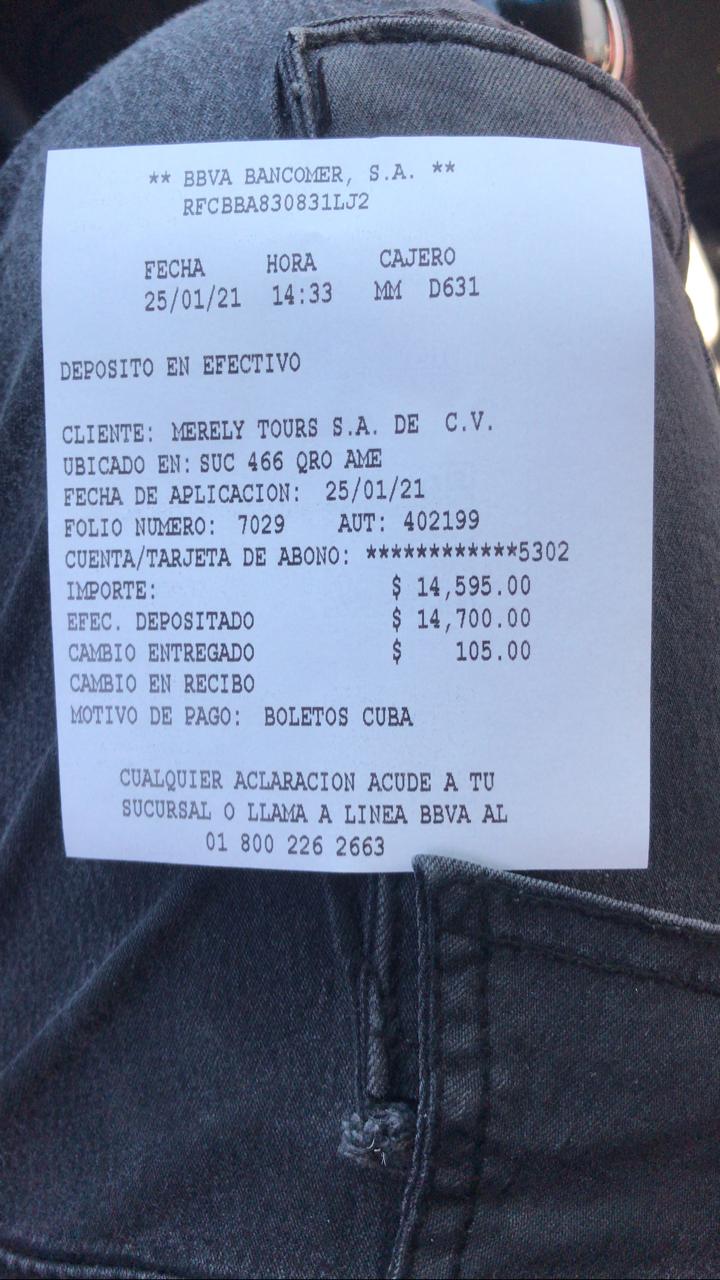 ** BBVA BANCOMER, S.A. **
RFCBBA830831LJ2
FECHA HORA CAJERO
25/01/21 14:33 MM D631
DEPOSITO EN EFECTIVO
CLIENTE: MERELY TOURS S.A. DE C.V.
UBICADO EN: SUC 466 QRO AME
FECHA DE APLICACION: 25/01/21
FOLIO NUMERO: 7029 AUT: 402199
CUENTA/TARJETA DE ABONO: ************5302
IMPORTE: $ 14,595.00
EFEC. DEPOSITADO $ 14,700.00
CAMBIO ENTREGADO $ 105.00
CAMBIO EN RECIBO
MOTIVO DE PAGO: BOLETOS CUBA
CUALQUIER ACLARACION ACUDE A TU
SUCURSAL O LLAMA A LINEA BBVA AL
01 800 226 2663